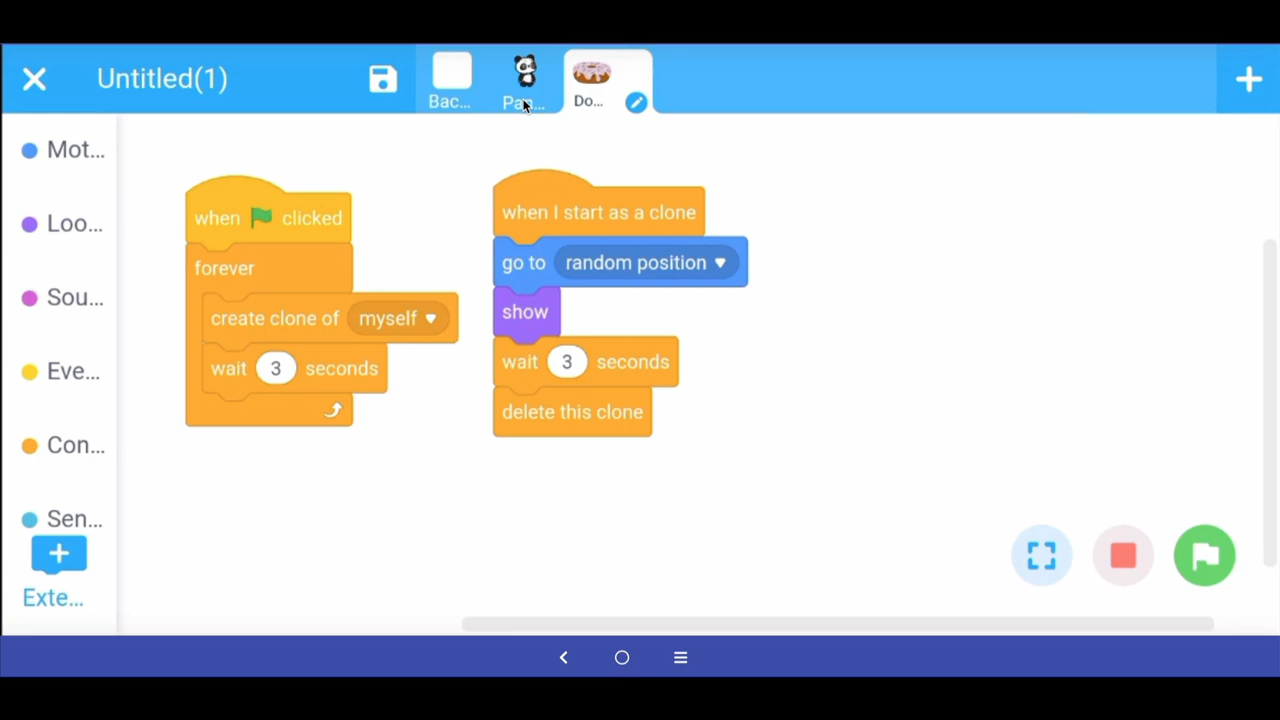 Untitled(1)
Bac...
Pan...
Do...
Mot...
Loo...
Sou...
Eve...
Con...
Sen...
Exte...
when clicked
forever
create clone of myself
wait 3 seconds
when I start as a clone
go to random position
show
wait 3 seconds
delete this clone